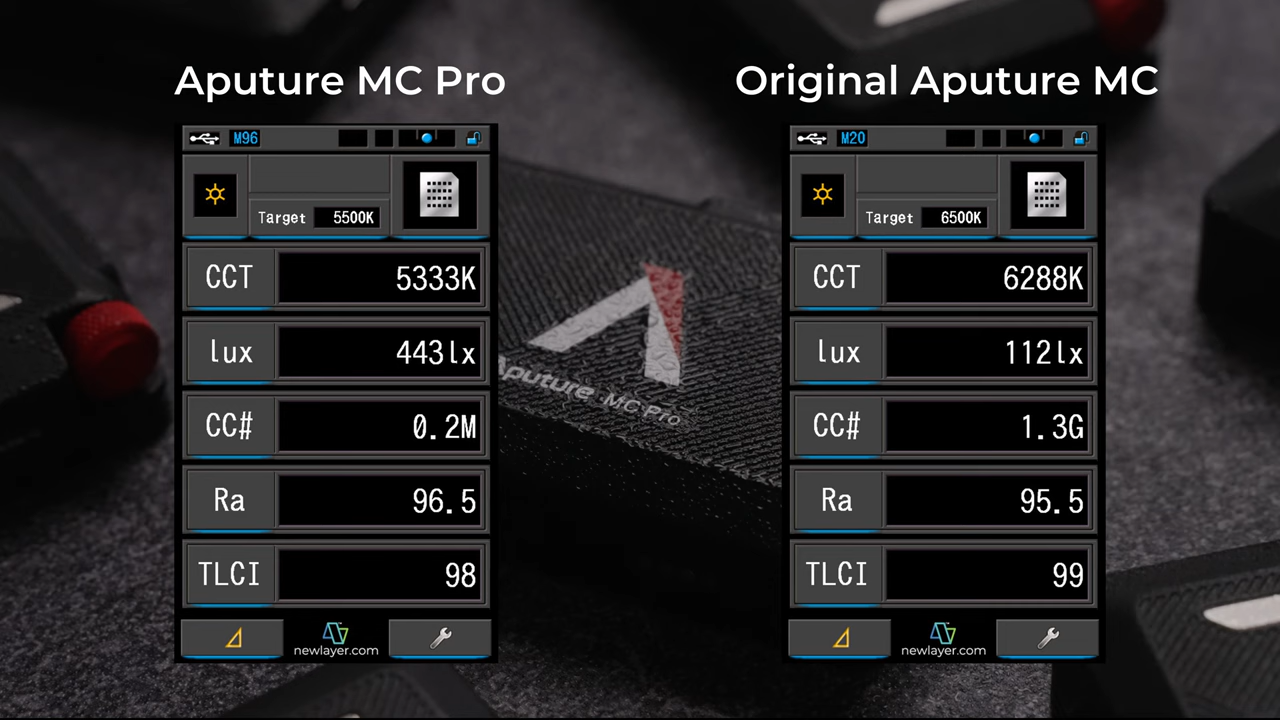 Aputure MC Pro
M96
Target 5500K
CCT 5333K
lux 443lx
CC# 0.2M
Ra 96.5
TLCI 98
newlayer.com
Original Aputure MC
M20
Target 6500K
CCT 6288K
lux 112lx
CC# 1.3G
Ra 95.5
TLCI 99
newlayer.com
Aputure MC Pro